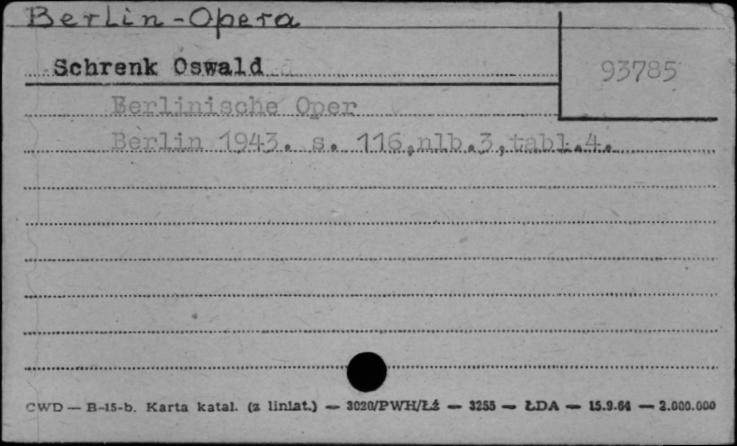 Berlin-Opera
Schrenk Oswald
93785
Berlinische Oper
Berlin 1943. s. 116,nlb.3,tabl.4.
CWD — B-15-b. Karta katal. (z liniat.) — 3020/PWH/Łź — 3255 — ŁDA — 15.9.64 — 2.000.000